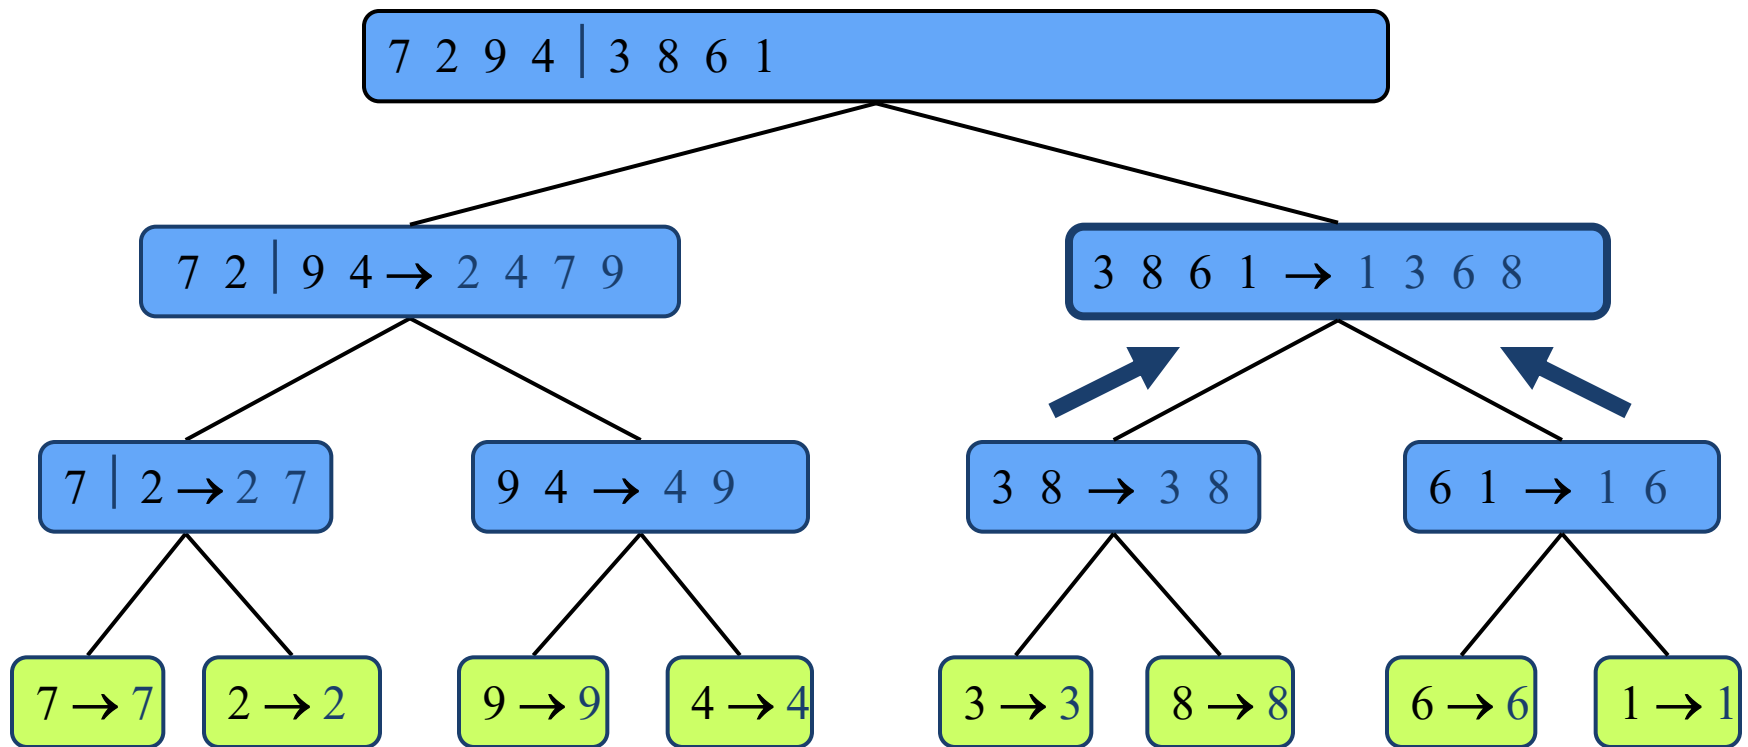 7 2 9 4 | 3 8 6 1
7 2 | 9 4 → 2 4 7 9
3 8 6 1 → 1 3 6 8
7 | 2 → 2 7
9 4 → 4 9
3 8 → 3 8
6 1 → 1 6
7 → 7
2 → 2
9 → 9
4 → 4
3 → 3
8 → 8
6 → 6
1 → 1